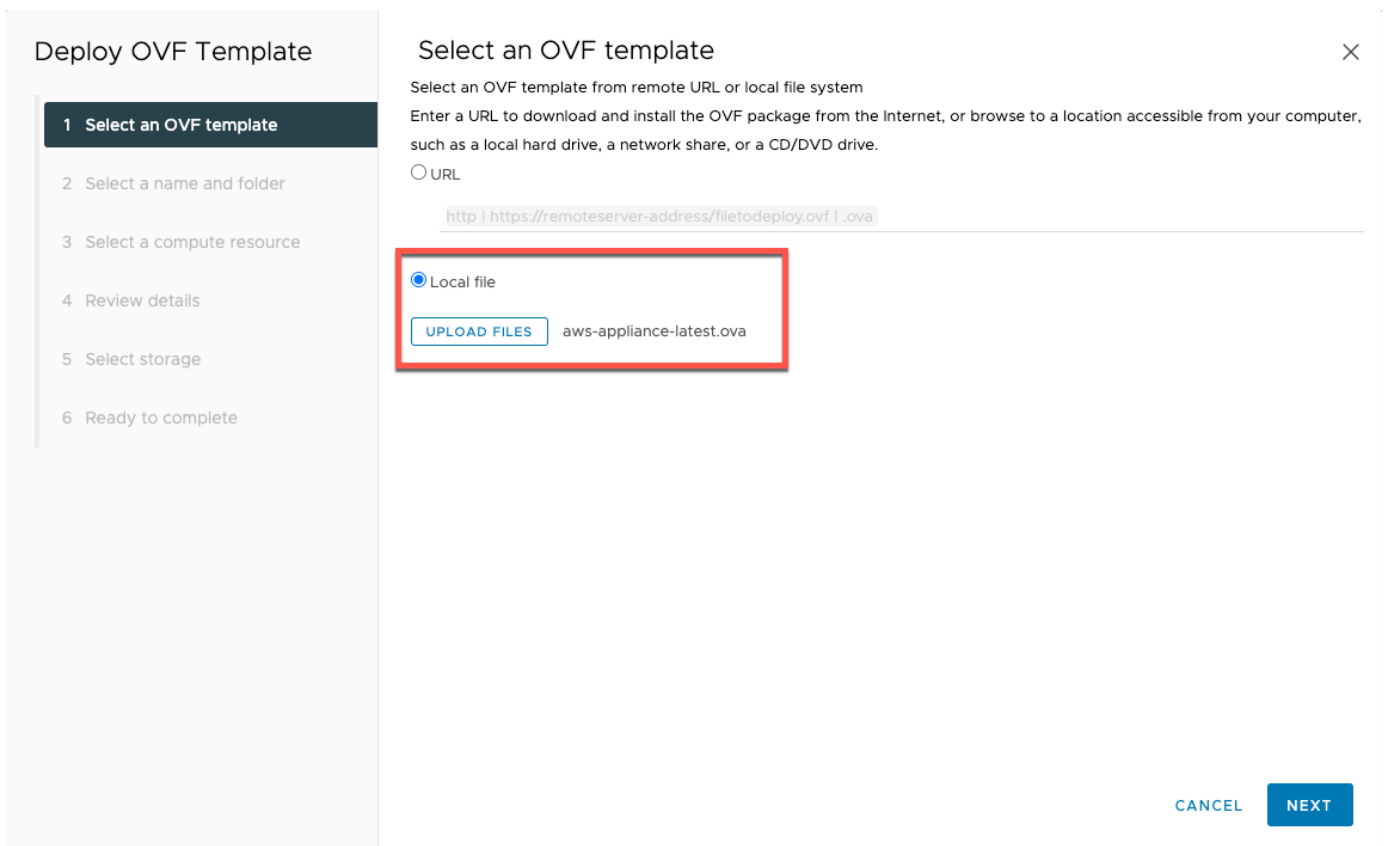 Deploy OVF Template
1 Select an OVF template
2 Select a name and folder
3 Select a compute resource
4 Review details
5 Select storage
6 Ready to complete
Select an OVF template
Select an OVF template from remote URL or local file system
Enter a URL to download and install the OVF package from the Internet, or browse to a location accessible from your computer,
such as a local hard drive, a network share, or a CD/DVD drive.
URL
http | https://remoteserver-address/filetodeploy.ovf | .ova
Local file
UPLOAD FILES aws-appliance-latest.ova
CANCEL NEXT